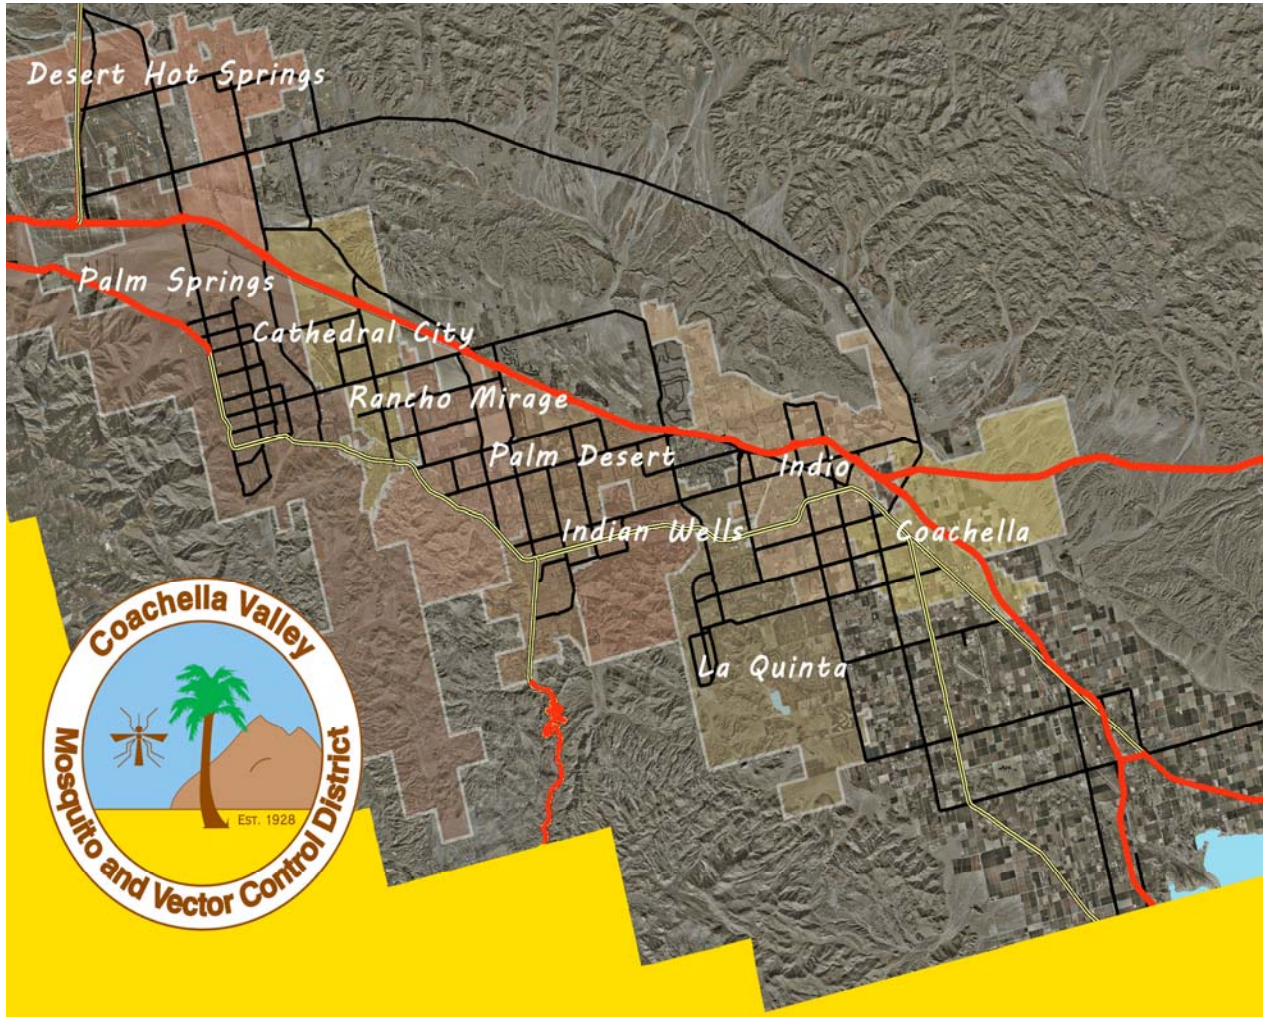 Desert Hot Springs
Palm Springs
Cathedral City
Rancho Mirage
Palm Desert
Indio
Indian Wells
Coachella
La Quinta
Coachella Valley
EST. 1928
Mosquito and Vector Control District